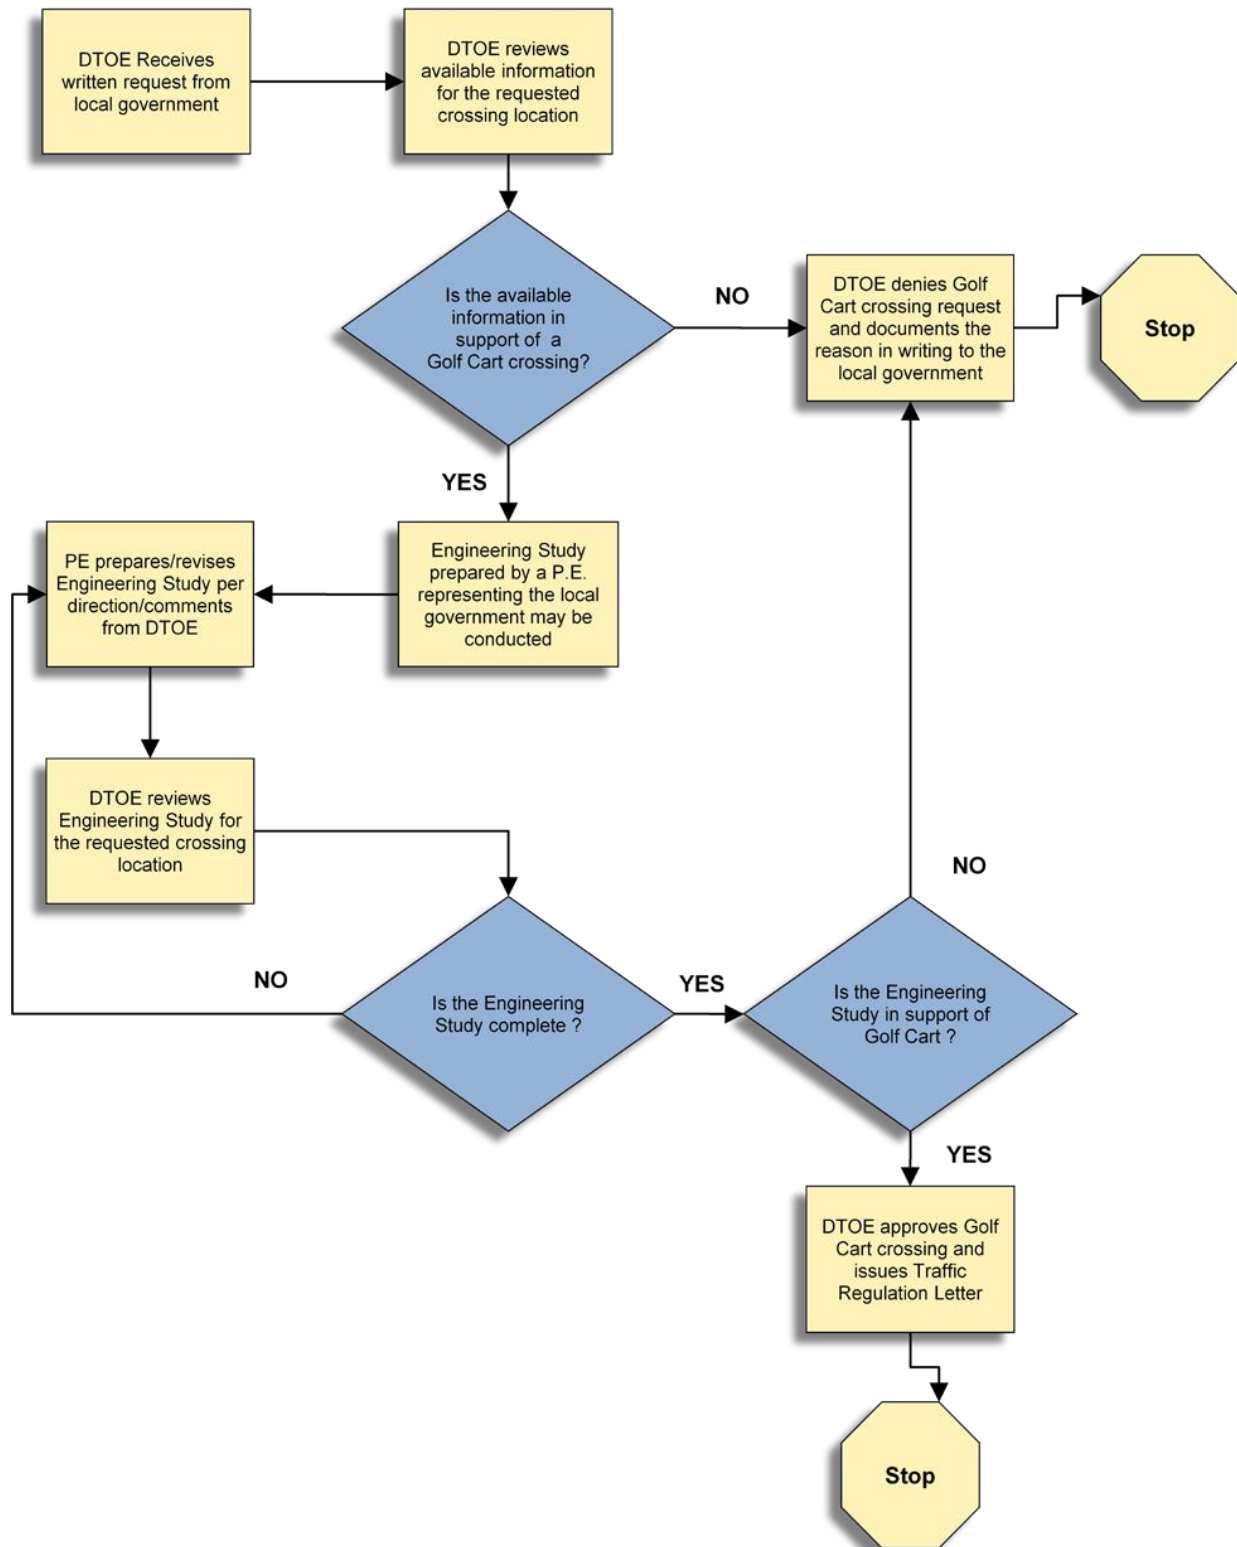 DTOE Receives
written request from
local government
DTOE reviews
available information
for the requested
crossing location
Is the available
information in
support of a
Golf Cart crossing?
NO
DTOE denies Golf
Cart crossing request
and documents the
reason in writing to the
local government
Stop
YES
PE prepares/revises
Engineering Study per
direction/comments
from DTOE
Engineering Study
prepared by a P.E.
representing the local
government may be
conducted
DTOE reviews
Engineering Study for
the requested crossing
location
NO
NO
Is the Engineering
Study complete ?
YES
Is the Engineering
Study in support of
Golf Cart ?
YES
DTOE approves Golf
Cart crossing and
issues Traffic
Regulation Letter
Stop